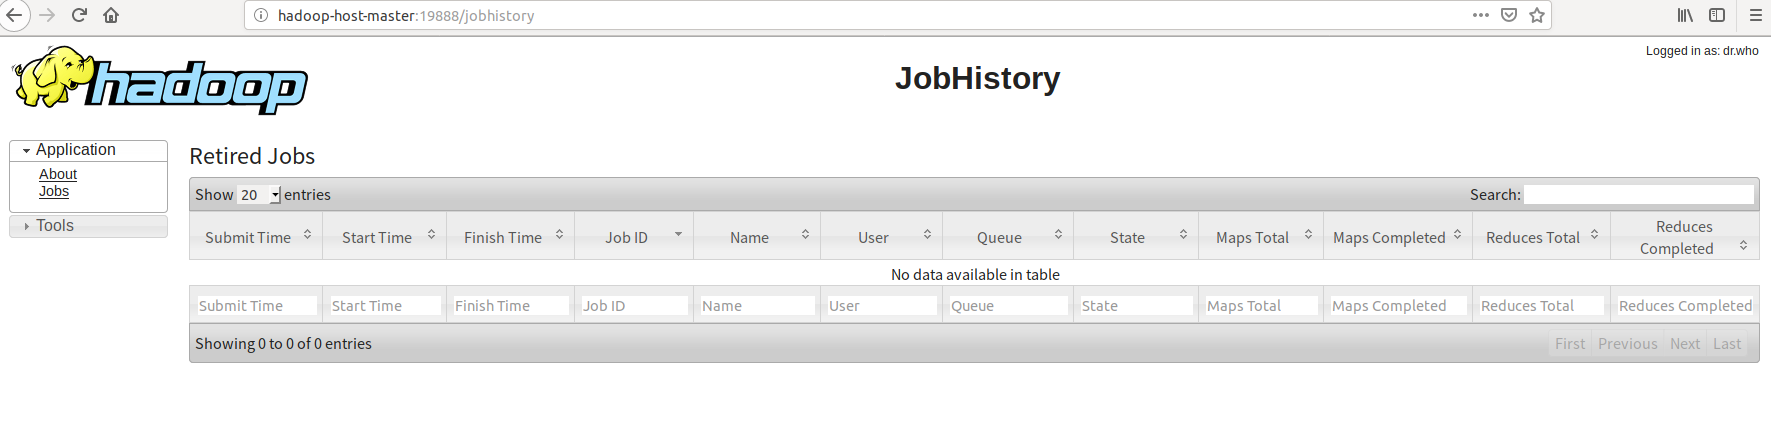 hadoop-host-master:19888/jobhistory
Logged in as: dr.who
hadoop
JobHistory
Application
About
Jobs
Tools
Retired Jobs
Show 20 entries
Search:
Submit Time Start Time Finish Time Job ID Name User Queue State Maps Total Maps Completed Reduces Total Reduces Completed
No data available in table
Submit Time Start Time Finish Time Job ID Name User Queue State Maps Total Maps Completed Reduces Total Reduces Completed
Showing 0 to 0 of 0 entries
First Previous Next Last